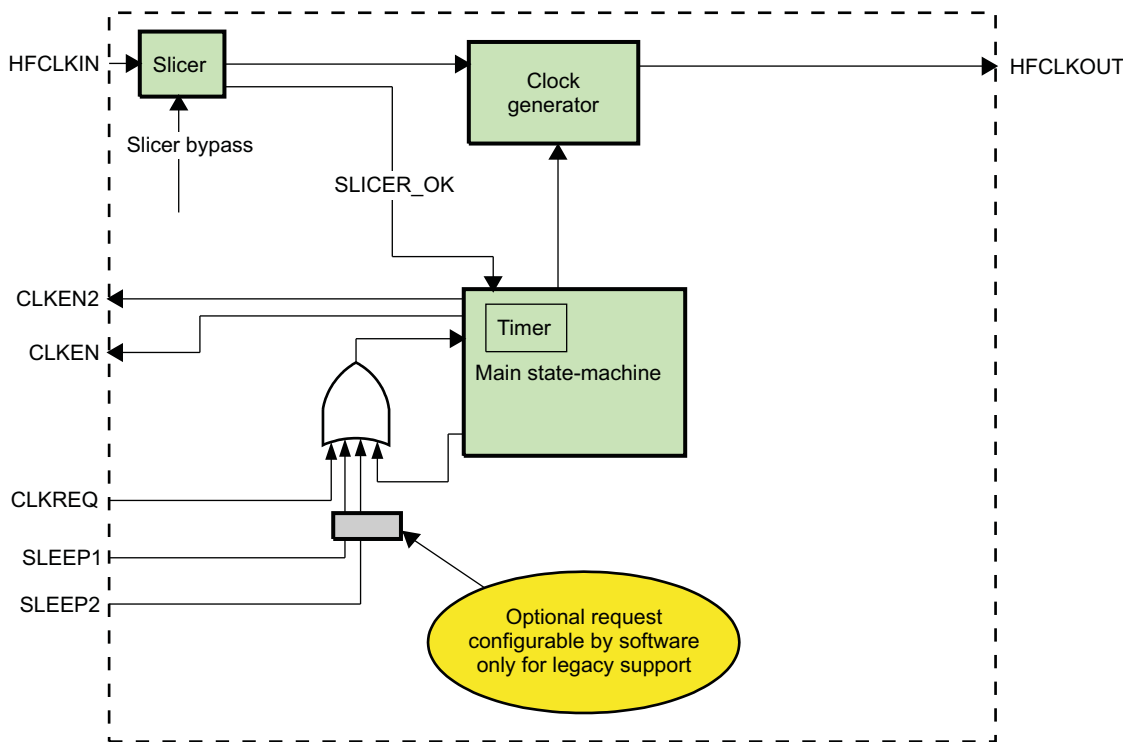 HFCLKIN
Slicer
Clock
generator
HFCLKOUT
Slicer bypass
SLICER_OK
CLKEN2
Timer
CLKEN
Main state-machine
CLKREQ
SLEEP1
SLEEP2
Optional request
configurable by software
only for legacy support